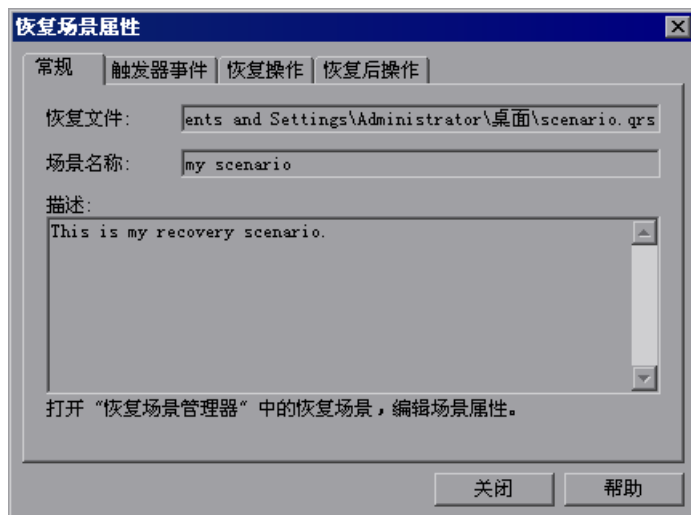 恢复场景属性
常规 触发器事件 恢复操作 恢复后操作
恢复文件: ents and Settings\Administrator\桌面\scenario.qrs
场景名称: my scenario
描述:
This is my recovery scenario.
打开 “恢复场景管理器” 中的恢复场景,编辑场景属性。
关闭 帮助